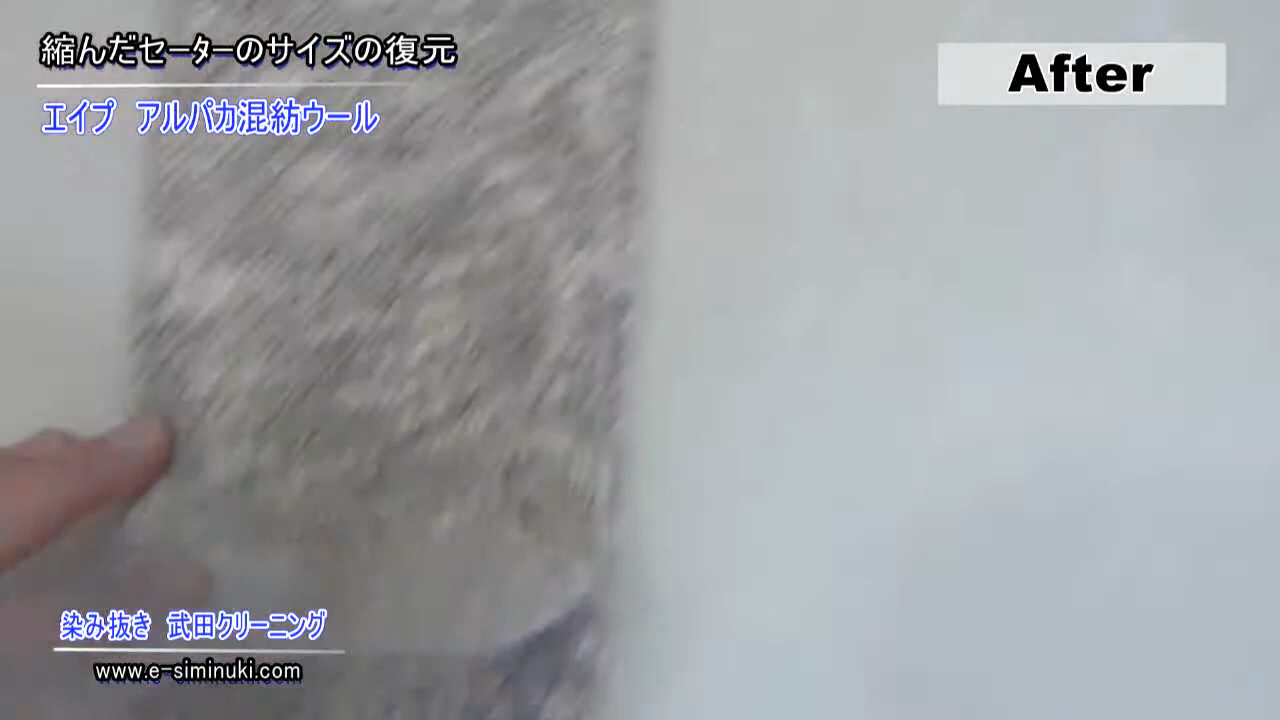 縮んだセーターのサイズの復元
エイプ　アルパカ混紡ウール
After
染み抜き　武田クリーニング
www.e-siminuki.com